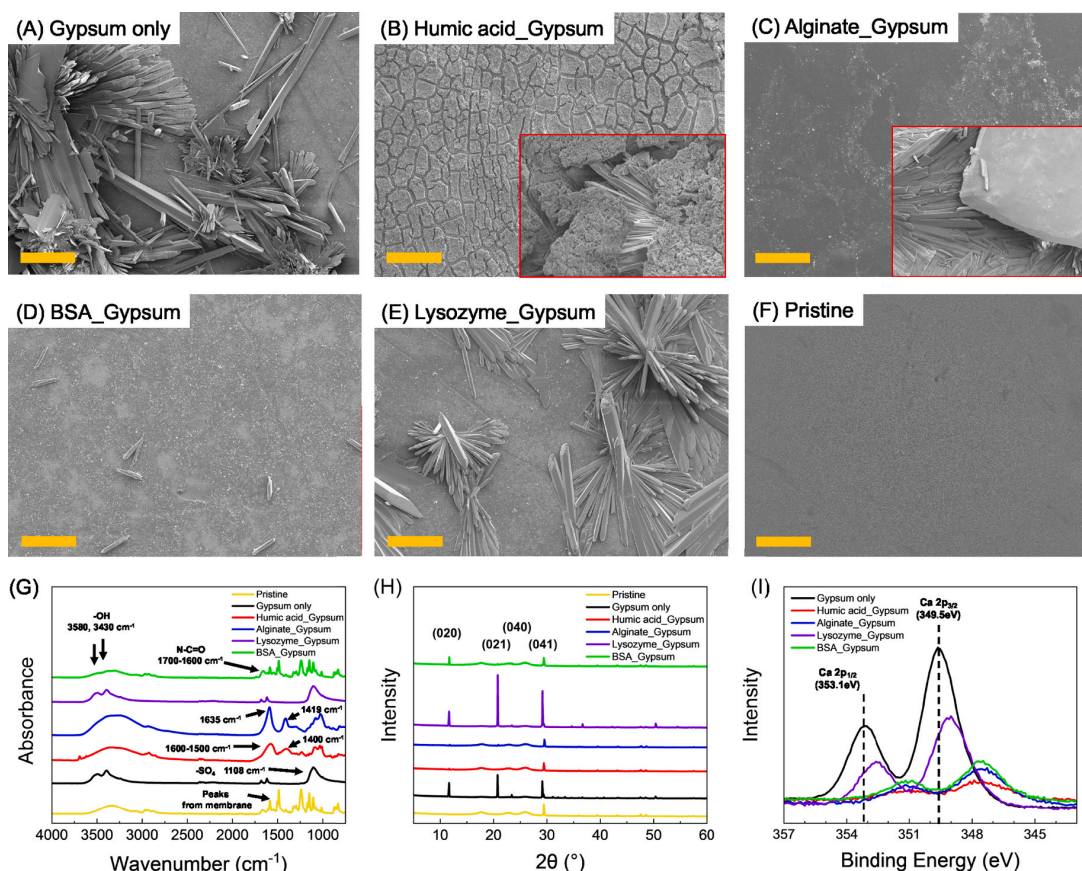 (A) Gypsum only
(B) Humic acid_Gypsum
(C) Alginate_Gypsum
(D) BSA_Gypsum
(E) Lysozyme_Gypsum
(F) Pristine
(G)
Pristine
Gypsum only
Humic acid_Gypsum
Alginate_Gypsum
Lysozyme_Gypsum
BSA_Gypsum
-OH
3580, 3430 cm⁻¹
N-C=O
1700-1600 cm⁻¹
1635 cm⁻¹
1419 cm⁻¹
1600-1500 cm⁻¹
1400 cm⁻¹
-SO₄ 1108 cm⁻¹
Peaks
from membrane
Absorbance
4000 3500 3000 2500 2000 1500 1000
Wavenumber (cm⁻¹)
(H)
Pristine
Gypsum only
Humic acid_Gypsum
Alginate_Gypsum
Lysozyme_Gypsum
BSA_Gypsum
(020)
(021)
(040)
(041)
Intensity
10 20 30 40 50 60
2θ (°)
(I)
Gypsum only
Humic acid_Gypsum
Alginate_Gypsum
Lysozyme_Gypsum
BSA_Gypsum
Ca 2p₃/₂
(349.5eV)
Ca 2p₁/₂
(353.1eV)
Intensity
357 354 351 348 345
Binding Energy (eV)